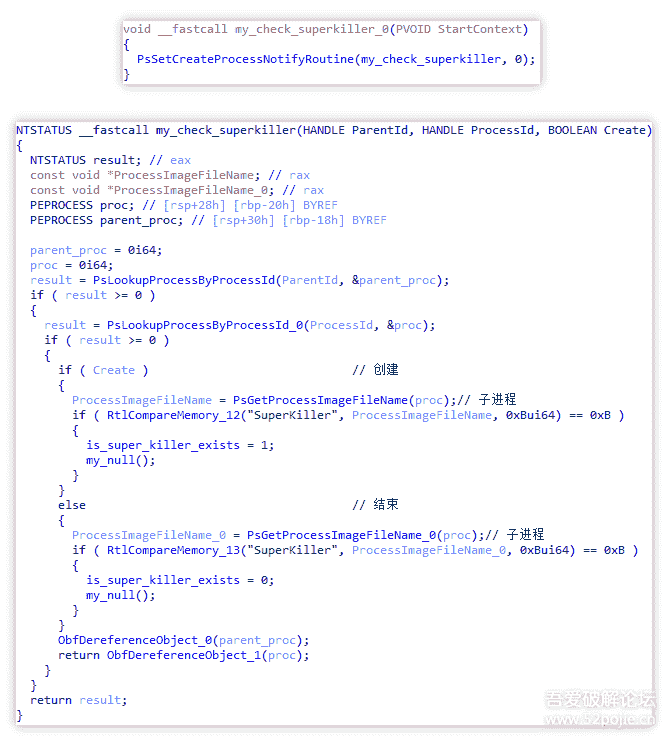 void __fastcall my_check_superkiller_0(PVOID StartContext)
{
  PsSetCreateProcessNotifyRoutine(my_check_superkiller, 0);
}
NTSTATUS __fastcall my_check_superkiller(HANDLE ParentId, HANDLE ProcessId, BOOLEAN Create)
{
  NTSTATUS result; // eax
  const void *ProcessImageFileName; // rax
  const void *ProcessImageFileName_0; // rax
  PEPROCESS proc; // [rsp+28h] [rbp-20h] BYREF
  PEPROCESS parent_proc; // [rsp+30h] [rbp-18h] BYREF
  parent_proc = 0i64;
  proc = 0i64;
  result = PsLookupProcessByProcessId(ParentId, &parent_proc);
  if ( result >= 0 )
  {
    result = PsLookupProcessByProcessId_0(ProcessId, &proc);
    if ( result >= 0 )
    {
      if ( Create ) // 创建
      {
        ProcessImageFileName = PsGetProcessImageFileName(proc);// 子进程
        if ( RtlCompareMemory_12("SuperKiller", ProcessImageFileName, 0xBui64) == 0xB )
        {
          is_super_killer_exists = 1;
          my_null();
        }
      }
      else // 结束
      {
        ProcessImageFileName_0 = PsGetProcessImageFileName_0(proc);// 子进程
        if ( RtlCompareMemory_13("SuperKiller", ProcessImageFileName_0, 0xBui64) == 0xB )
        {
          is_super_killer_exists = 0;
          my_null();
        }
      }
      ObfDereferenceObject_0(parent_proc);
      return ObfDereferenceObject_1(proc);
    }
  }
  return result;
}
吾爱破解论坛
www.52pojie.cn